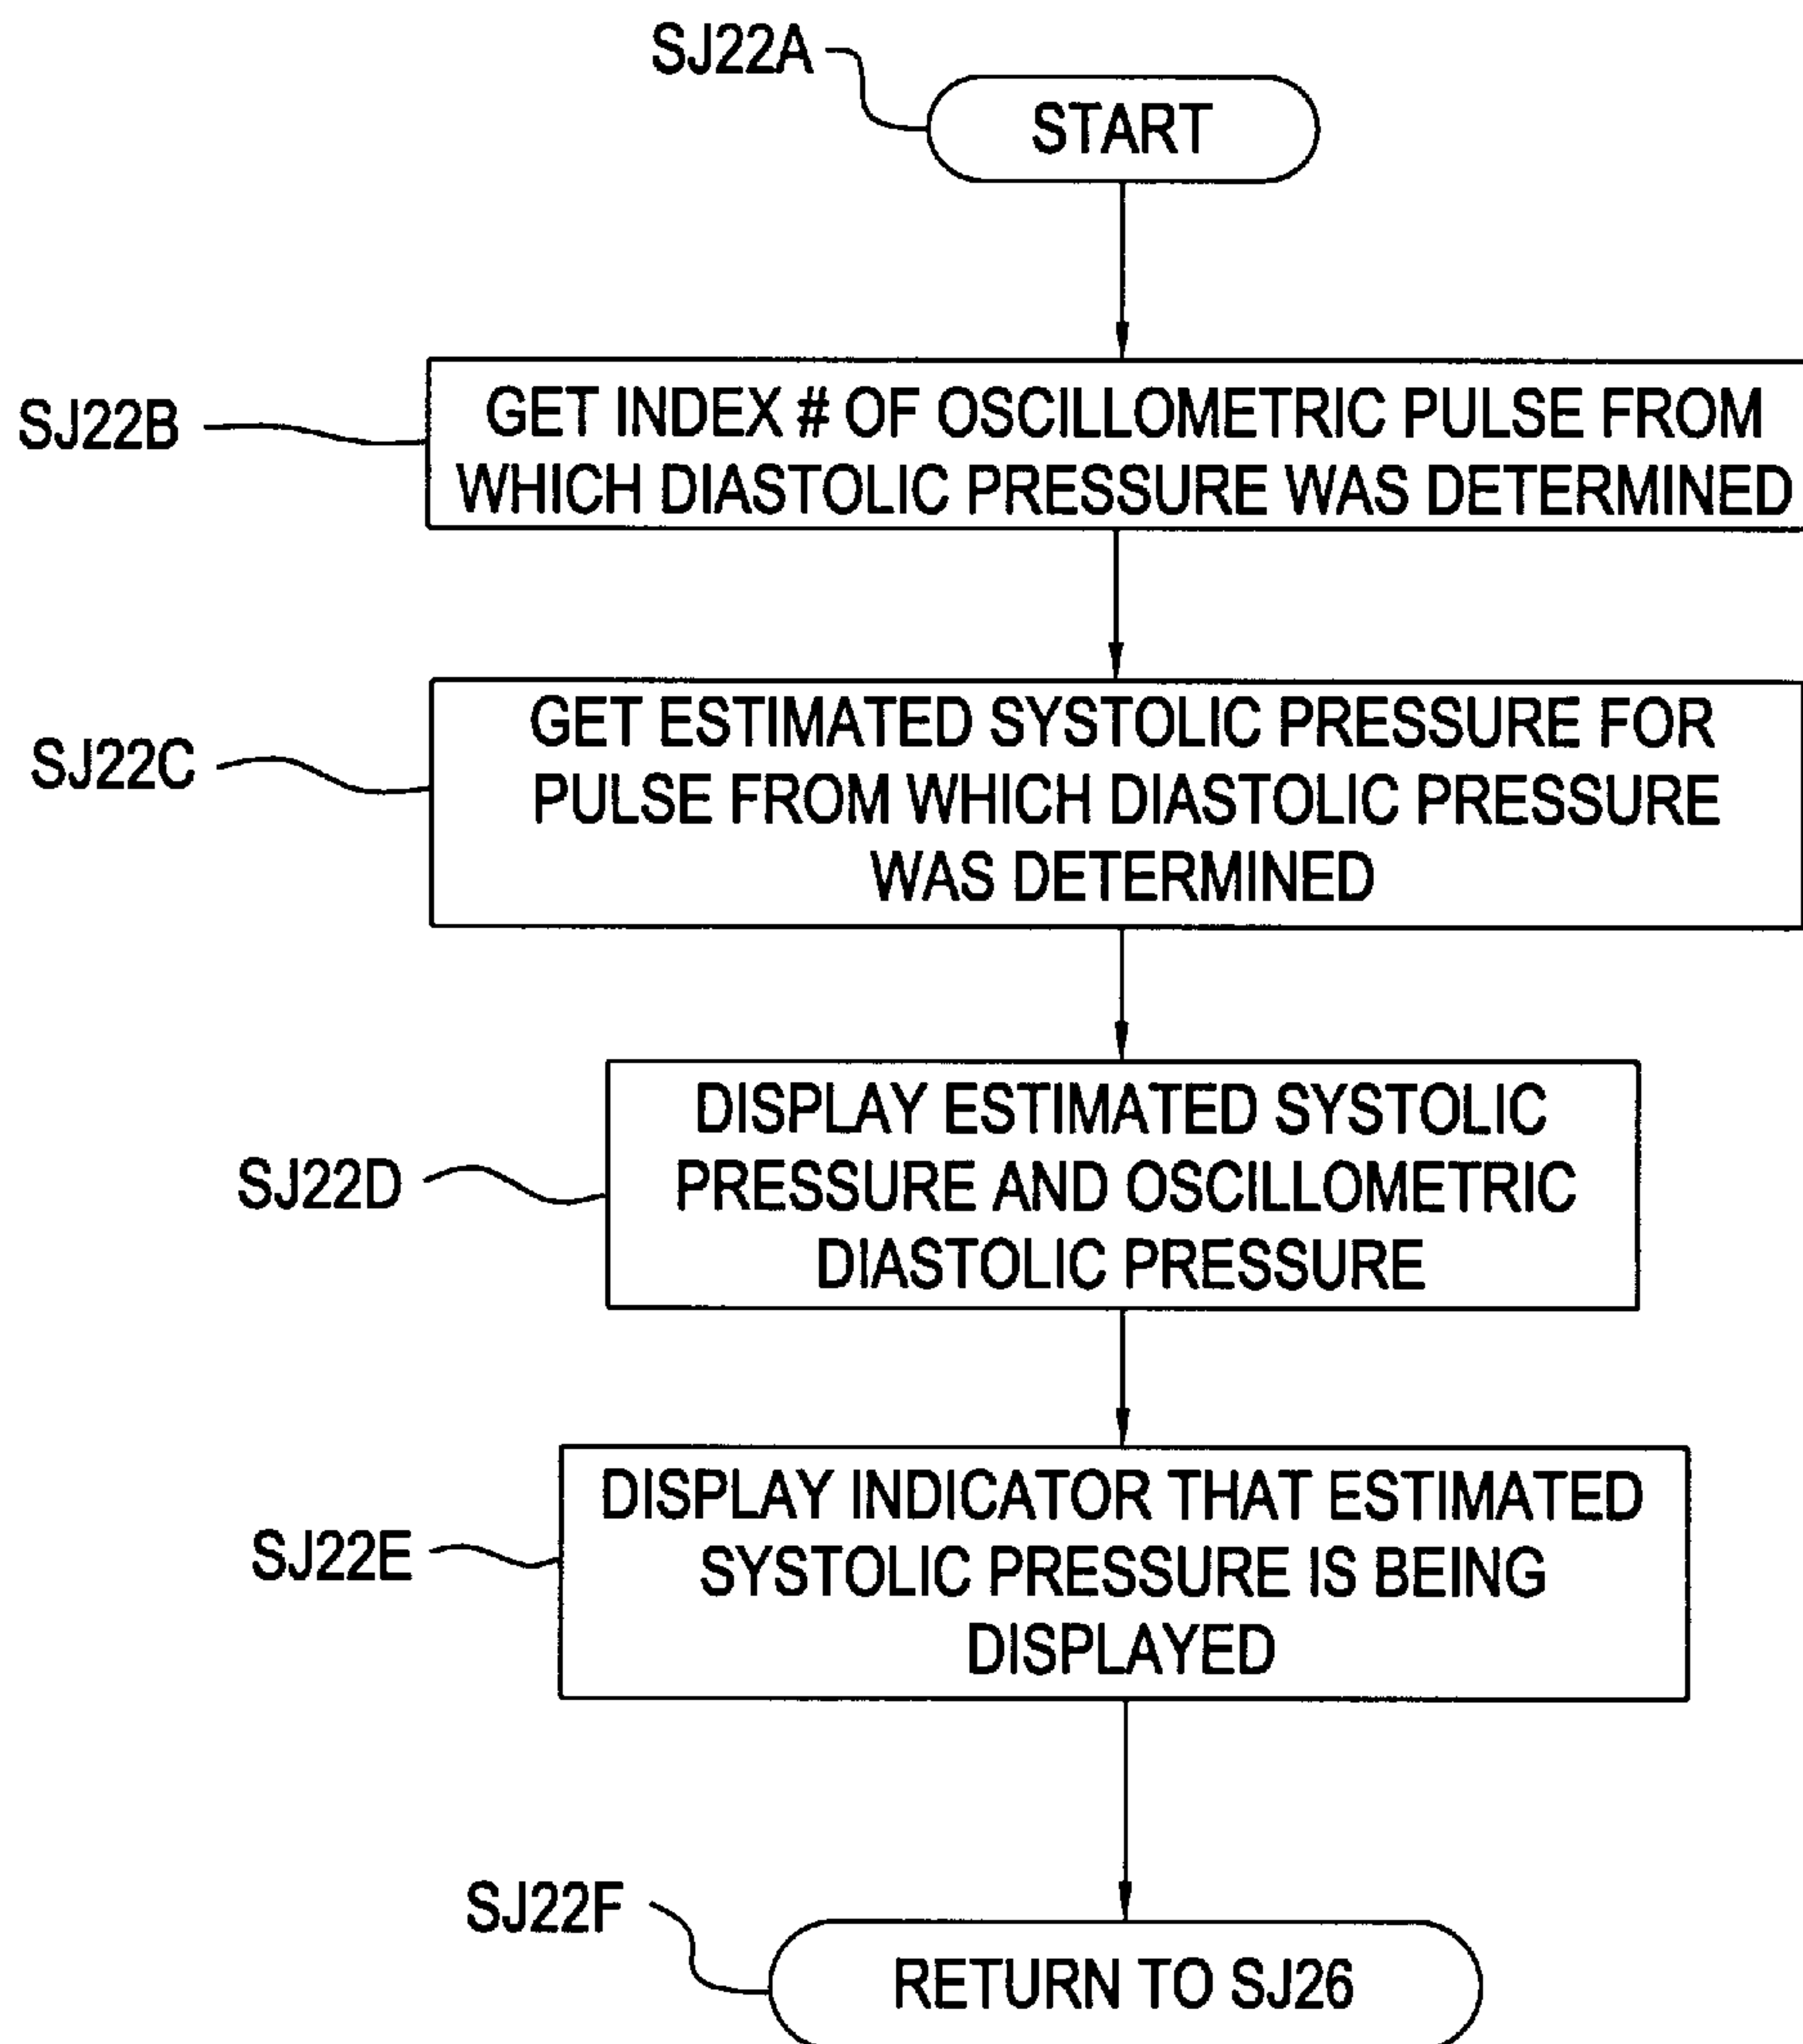 SJ22A
START
SJ22B
GET INDEX # OF OSCILLOMETRIC PULSE FROM
WHICH DIASTOLIC PRESSURE WAS DETERMINED
SJ22C
GET ESTIMATED SYSTOLIC PRESSURE FOR
PULSE FROM WHICH DIASTOLIC PRESSURE
WAS DETERMINED
SJ22D
DISPLAY ESTIMATED SYSTOLIC
PRESSURE AND OSCILLOMETRIC
DIASTOLIC PRESSURE
SJ22E
DISPLAY INDICATOR THAT ESTIMATED
SYSTOLIC PRESSURE IS BEING
DISPLAYED
SJ22F
RETURN TO SJ26